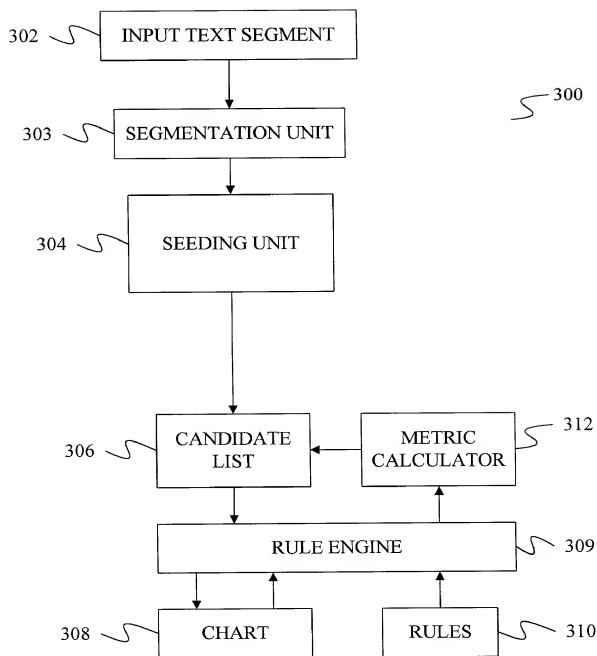 302
INPUT TEXT SEGMENT
300
303
SEGMENTATION UNIT
304
SEEDING UNIT
306
CANDIDATE
LIST
METRIC
CALCULATOR
312
RULE ENGINE
309
308
CHART
RULES
310